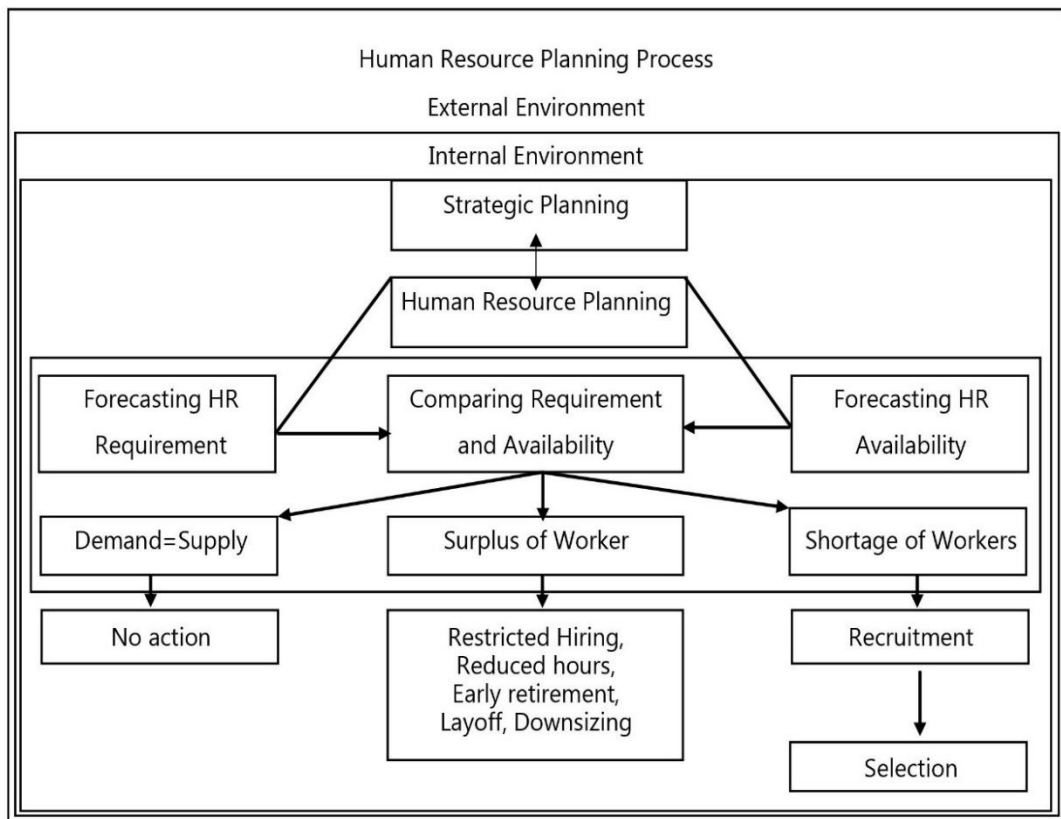 Human Resource Planning Process
External Environment
Internal Environment
Strategic Planning
Human Resource Planning
Forecasting HR
Requirement
Comparing Requirement
and Availability
Forecasting HR
Availability
Demand=Supply
Surplus of Worker
Shortage of Workers
No action
Restricted Hiring,
Reduced hours,
Early retirement,
Layoff, Downsizing
Recruitment
Selection